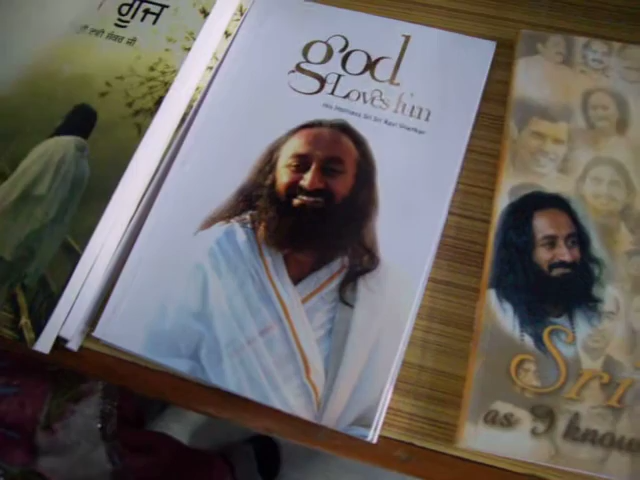 ਗੂੰਜ
god
Loves fun
His Holiness Sri Sri Ravi Shankar
Sri
as I know